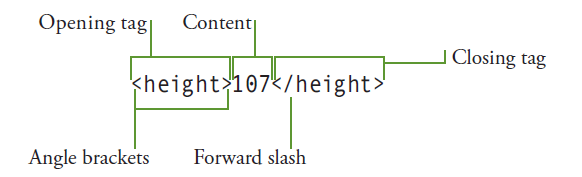 Opening tag Content
Closing tag
<height>107</height>
Angle brackets Forward slash